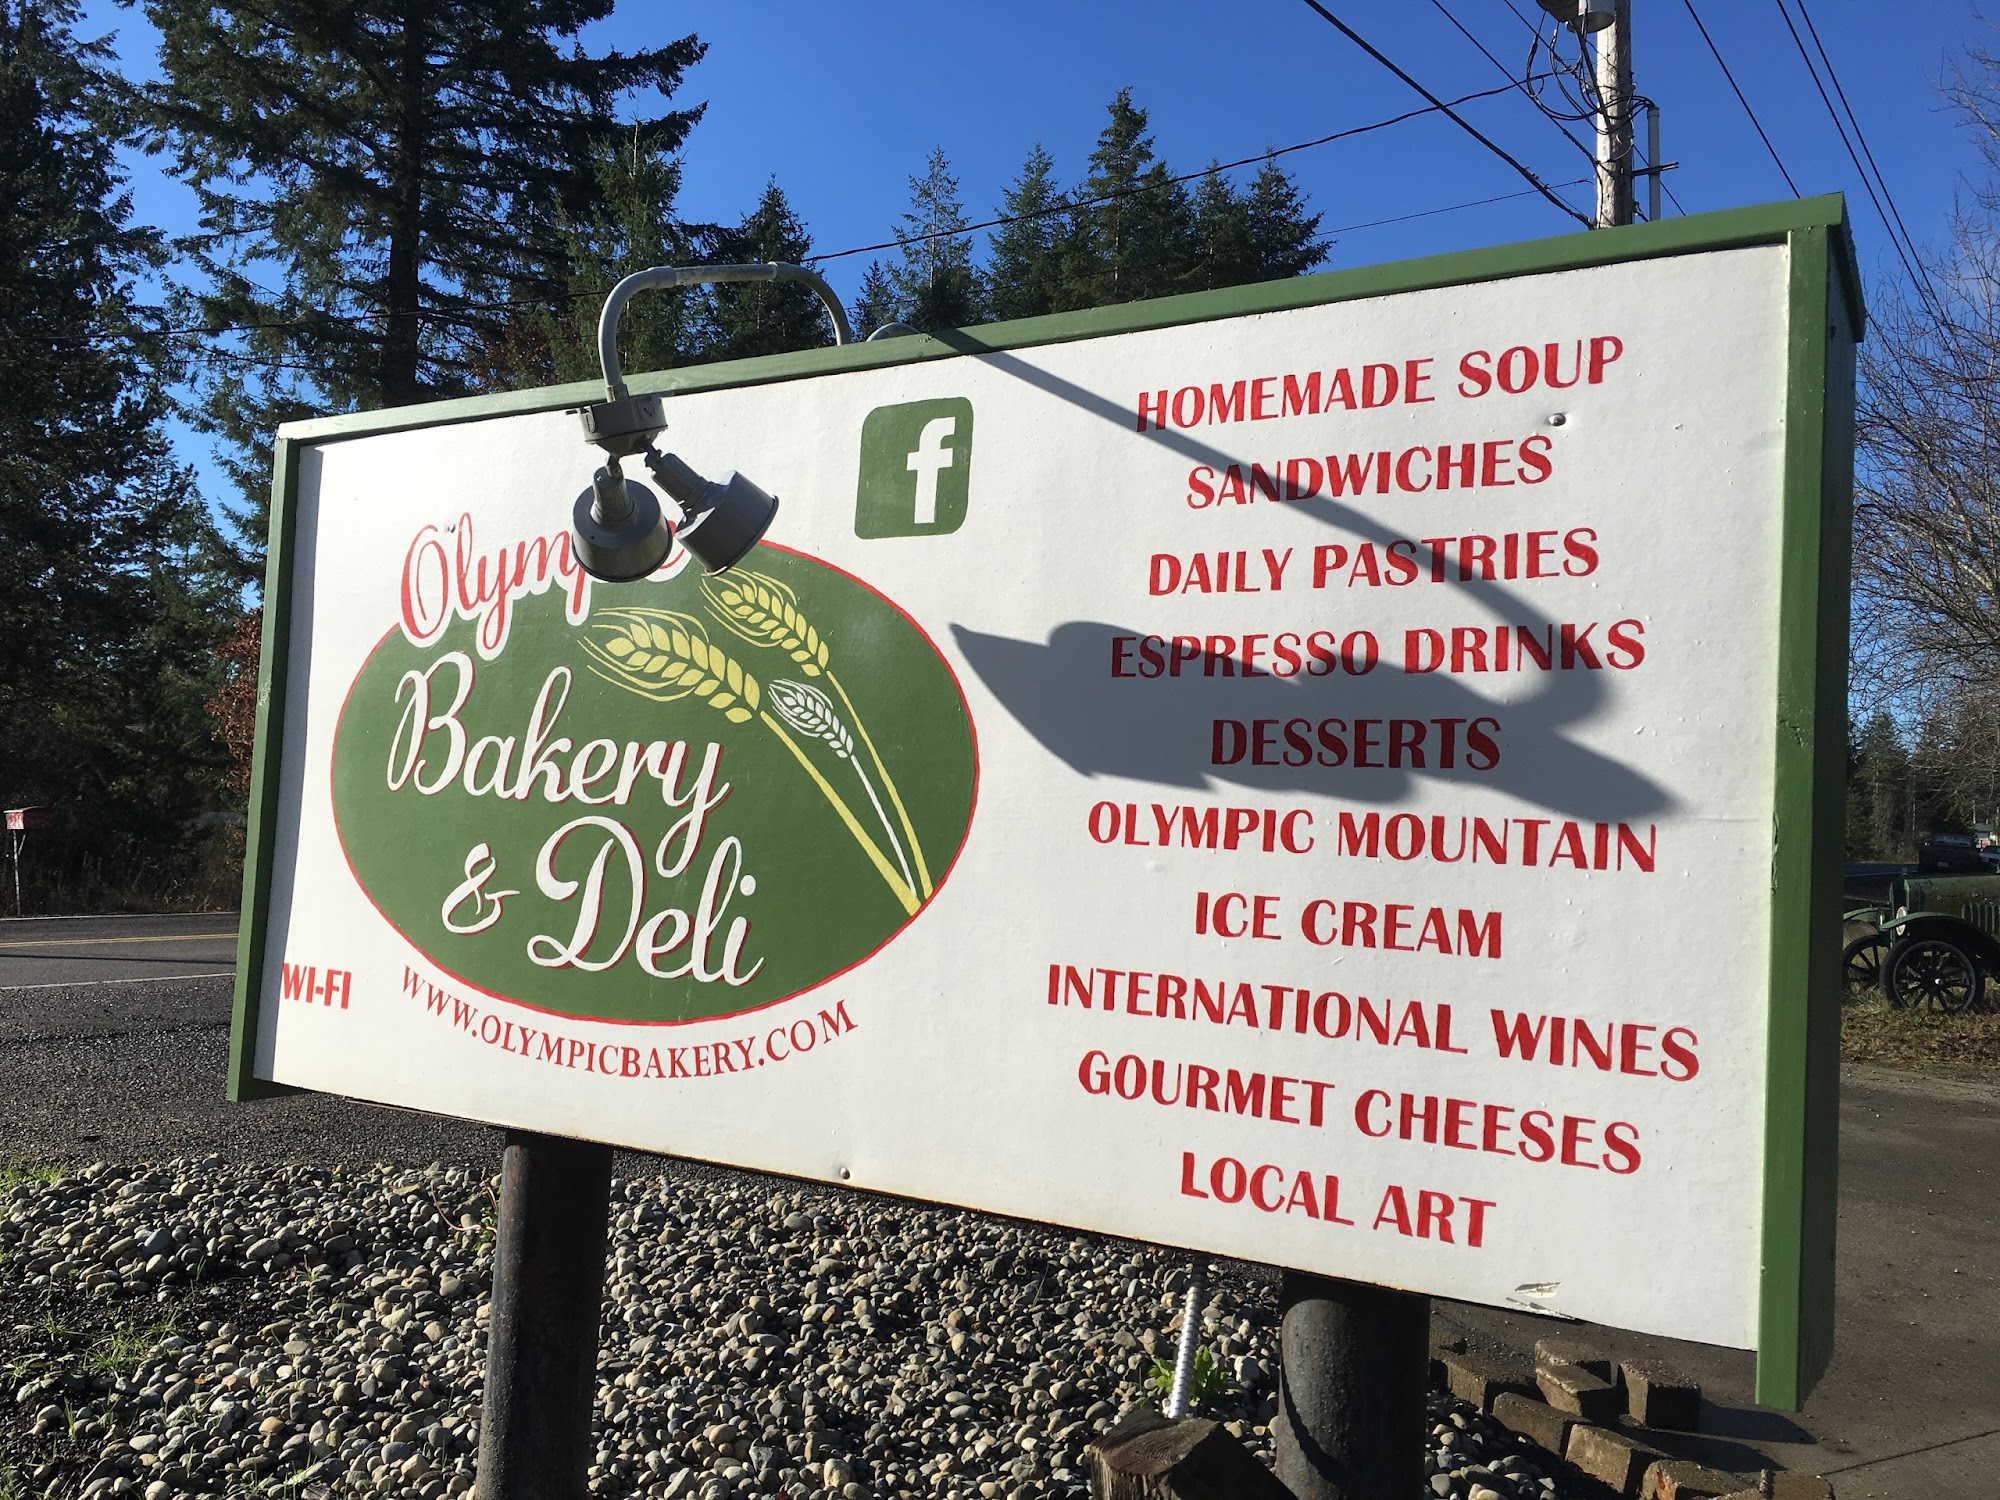 Olympic
Bakery
& Deli
WI-FI
WWW.OLYMPICBAKERY.COM
f
HOMEMADE SOUP
SANDWICHES
DAILY PASTRIES
ESPRESSO DRINKS
DESSERTS
OLYMPIC MOUNTAIN
ICE CREAM
INTERNATIONAL WINES
GOURMET CHEESES
LOCAL ART